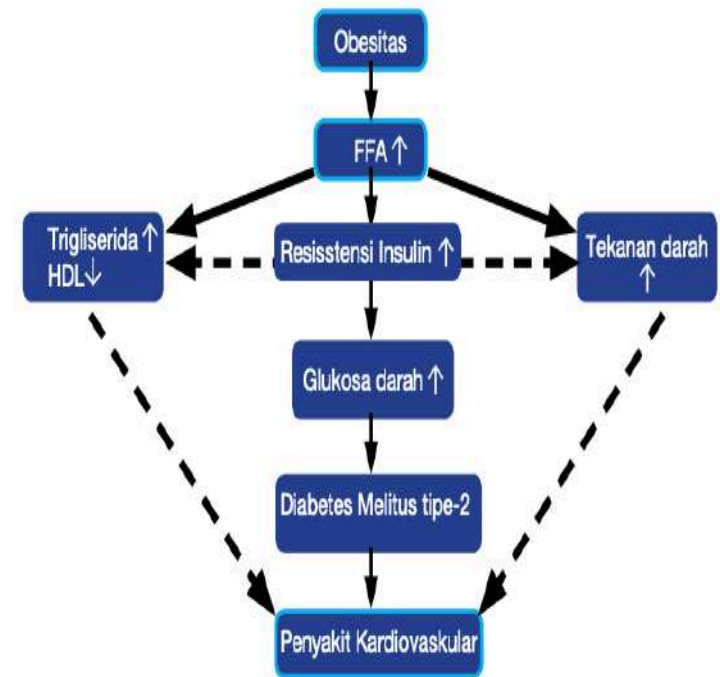 Obesitas
FFA ↑
Trigliserida ↑
HDL↓
Resisstensi Insulin ↑
Tekanan darah
↑
Glukosa darah ↑
Diabetes Melitus tipe-2
Penyakit Kardiovaskular